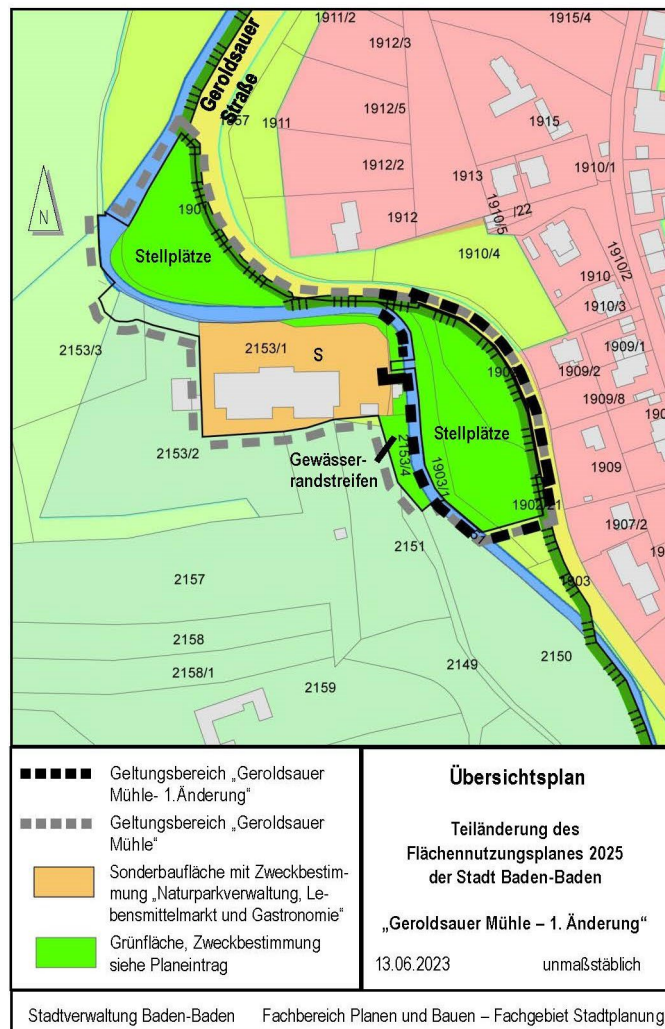 1911/2
1915/4
1912/3
Geroldsauer
Straße
1912/5
1911
1915
1912/2
1910/1
1913
1901
1912
1910/5
/22
N
Stellplätze
1910/4
1910
1910/2
1910/3
2153/3
2153/1
S
1909/1
1909/2
1909/8
Stellplätze
2153/2
Gewässer-
randstreifen
2153/4
1903/1
1909
1902/21
1907/2
2151
2157
1903
2158
2150
2158/1
2159
2149
Geltungsbereich „Geroldsauer
Mühle- 1.Änderung“
Geltungsbereich „Geroldsauer
Mühle“
Sonderbaufläche mit Zweckbestim-
mung „Naturparkverwaltung, Le-
bensmittelmarkt und Gastronomie“
Grünfläche, Zweckbestimmung
siehe Planeintrag
Übersichtsplan
Teiländerung des
Flächennutzungsplanes 2025
der Stadt Baden-Baden
„Geroldsauer Mühle – 1. Änderung“
13.06.2023 unmaßstäblich
Stadtverwaltung Baden-Baden Fachbereich Planen und Bauen – Fachgebiet Stadtplanung